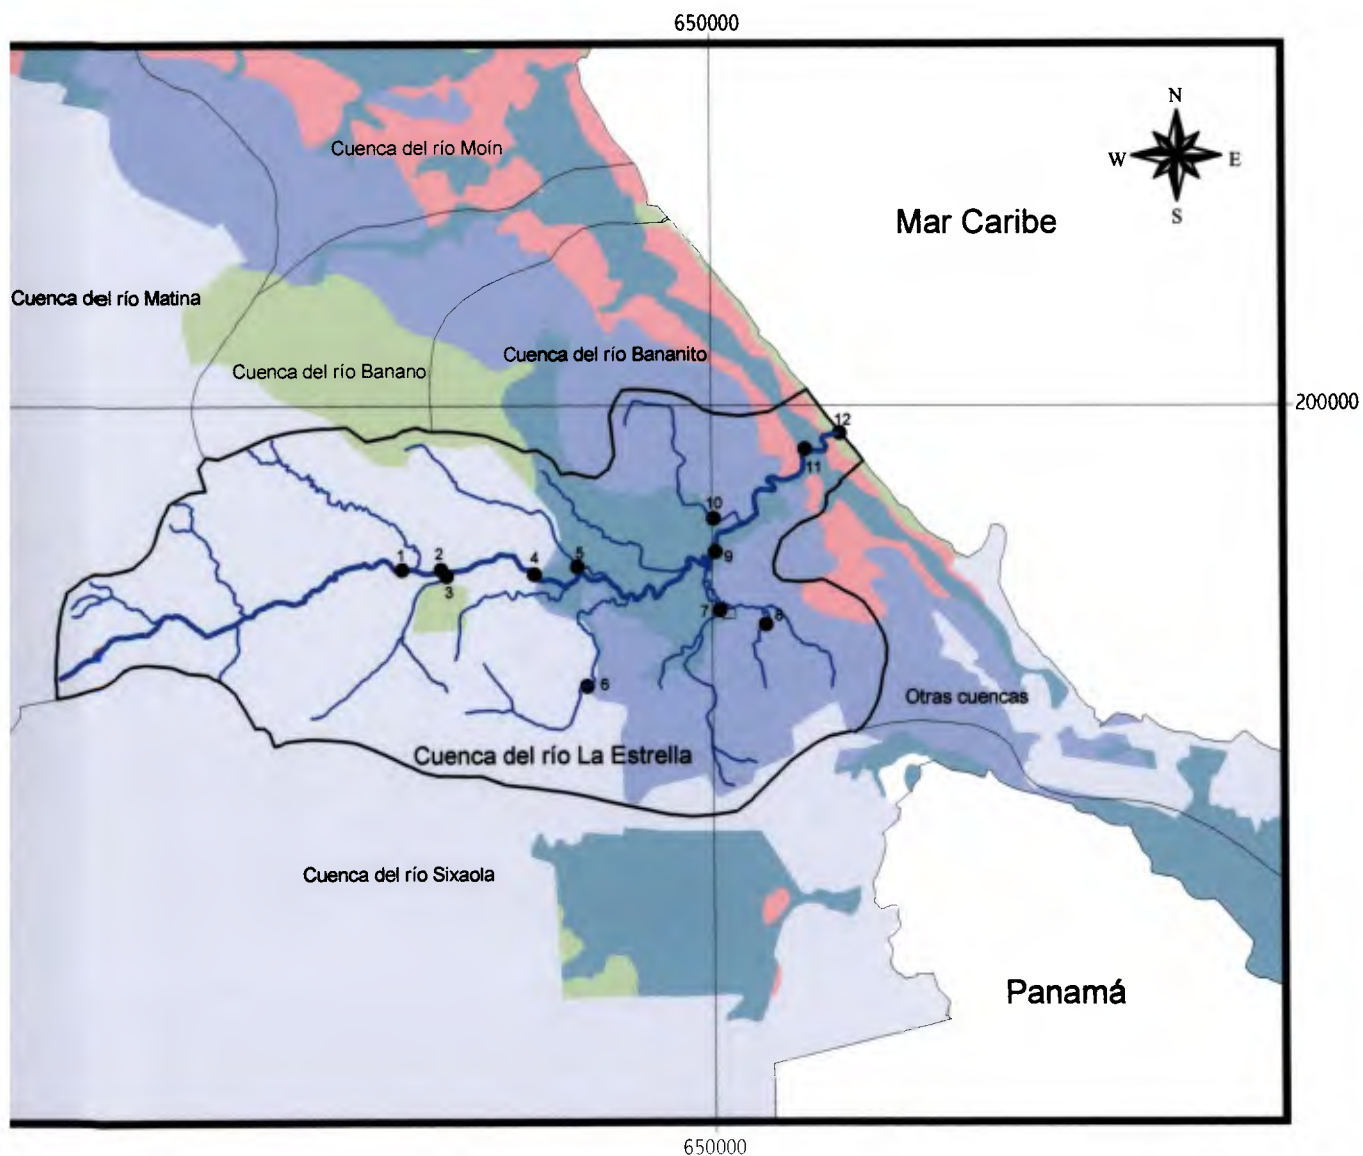 650000
N
W
E
S
Cuenca del río Moín
Mar Caribe
Cuenca del río Matina
Cuenca del río Bananito
Cuenca del río Banano
200000
12
11
10
9
1
2
3
4
5
7
8
6
Otras cuencas
Cuenca del río La Estrella
Cuenca del río Sixaola
Panamá
650000